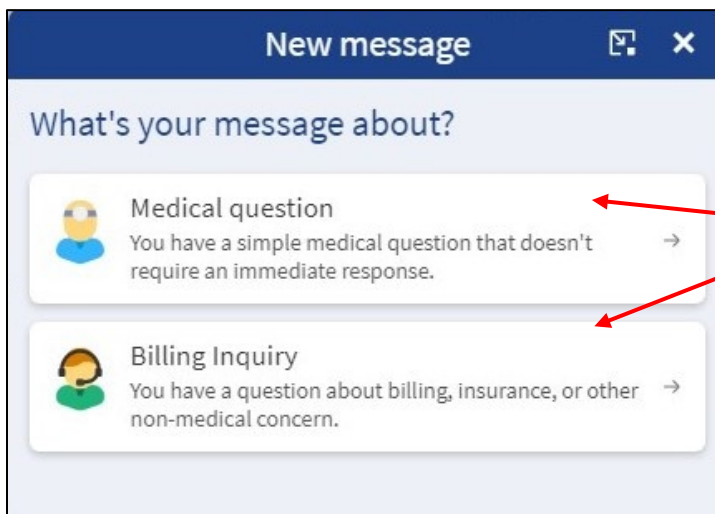 New message
What's your message about?
Medical question
You have a simple medical question that doesn't
require an immediate response.
Billing Inquiry
You have a question about billing, insurance, or other
non-medical concern.